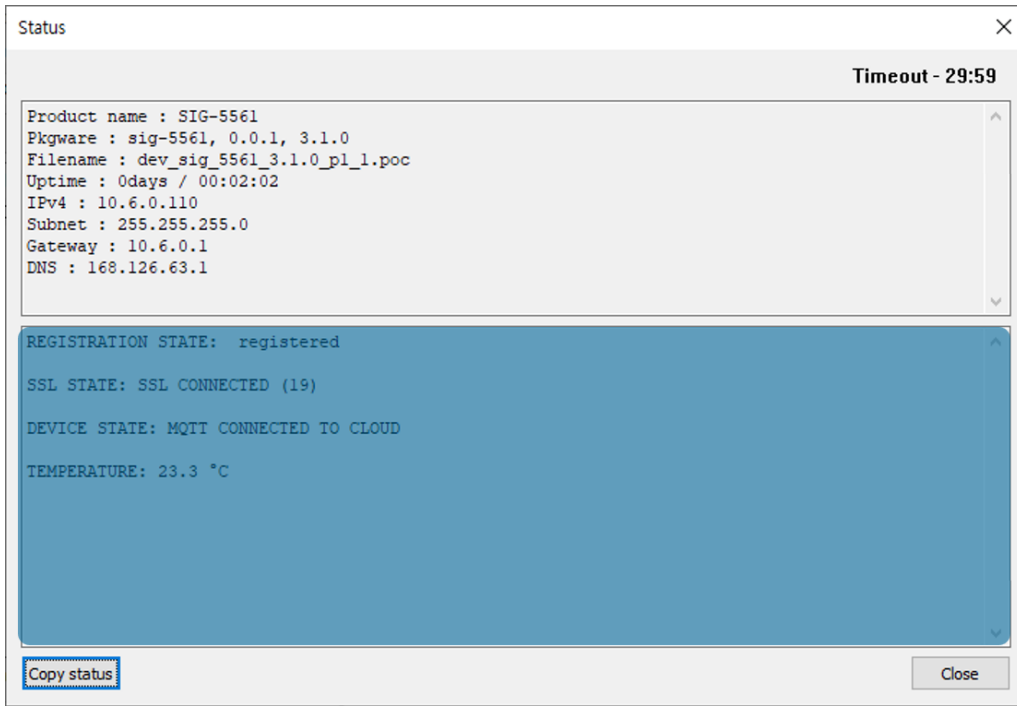 Status
Timeout - 29:59
Product name : SIG-5561
Pkgware : sig-5561, 0.0.1, 3.1.0
Filename : dev_sig_5561_3.1.0_p1_1.poc
Uptime : 0days / 00:02:02
IPv4 : 10.6.0.110
Subnet : 255.255.255.0
Gateway : 10.6.0.1
DNS : 168.126.63.1
REGISTRATION STATE:  registered
SSL STATE: SSL CONNECTED (19)
DEVICE STATE: MQTT CONNECTED TO CLOUD
TEMPERATURE: 23.3 °C
Copy status
Close